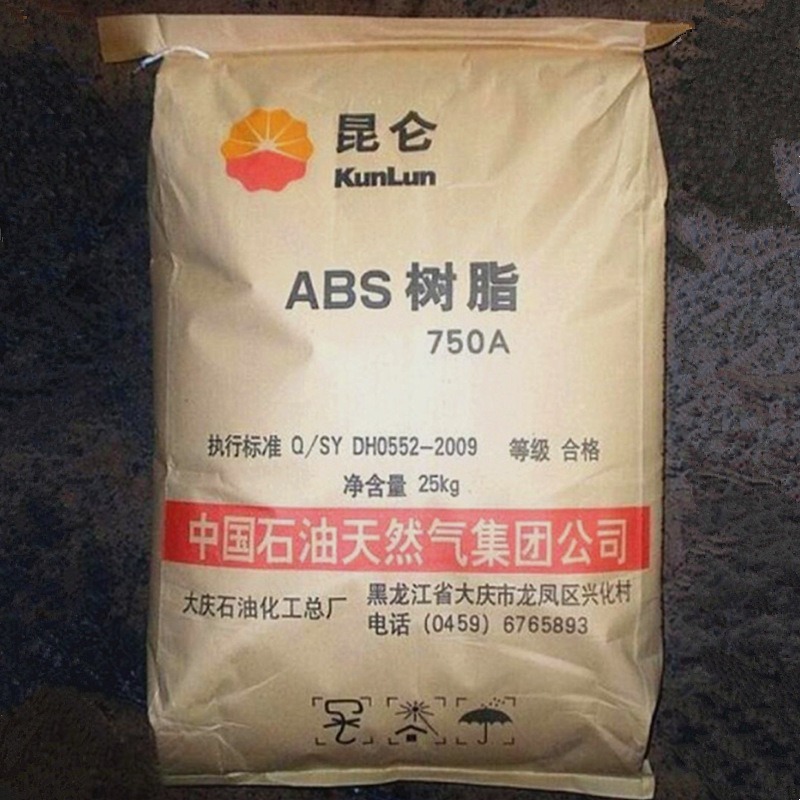 昆仑
KunLun
ABS 树脂
750A
执行标准 Q/SY DH0552-2009 等级 合格
净含量 25kg
中国石油天然气集团公司
大庆石油化工总厂
黑龙江省大庆市龙凤区兴化村
电话 (0459) 6765893